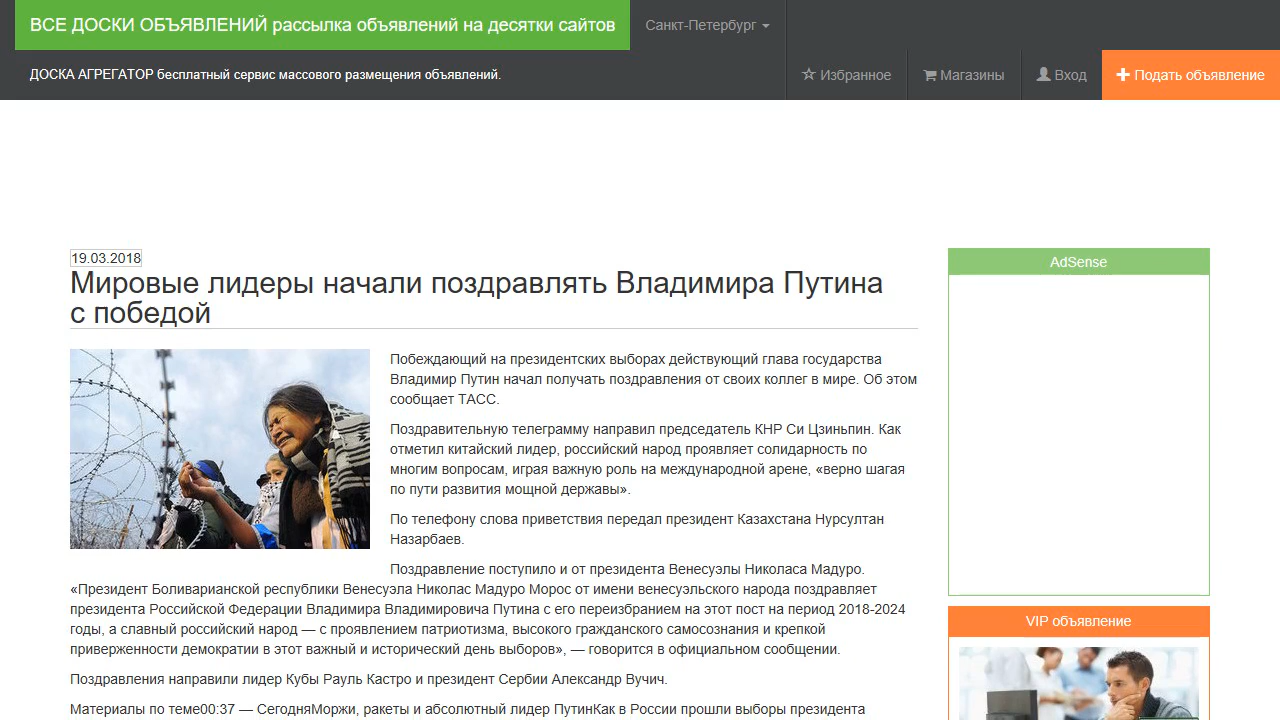 ВСЕ ДОСКИ ОБЪЯВЛЕНИЙ рассылка объявлений на десятки сайтов
Санкт-Петербург
ДОСКА АГРЕГАТОР бесплатный сервис массового размещения объявлений.
Избранное
Магазины
Вход
Подать объявление
19.03.2018
Мировые лидеры начали поздравлять Владимира Путина
с победой
Побеждающий на президентских выборах действующий глава государства
Владимир Путин начал получать поздравления от своих коллег в мире. Об этом
сообщает ТАСС.
Поздравительную телеграмму направил председатель КНР Си Цзиньпин. Как
отметил китайский лидер, российский народ проявляет солидарность по
многим вопросам, играя важную роль на международной арене, «верно шагая
по пути развития мощной державы».
По телефону слова приветствия передал президент Казахстана Нурсултан
Назарбаев.
Поздравление поступило и от президента Венесуэлы Николаса Мадуро.
«Президент Боливарианской республики Венесуэла Николас Мадуро Морос от имени венесуэльского народа поздравляет
президента Российской Федерации Владимира Владимировича Путина с его переизбранием на этот пост на период 2018-2024
годы, а славный российский народ — с проявлением патриотизма, высокого гражданского самосознания и крепкой
приверженности демократии в этот важный и исторический день выборов», — говорится в официальном сообщении.
Поздравления направили лидер Кубы Рауль Кастро и президент Сербии Александр Вучич.
Материалы по теме00:37 — СегодняМоржи, ракеты и абсолютный лидер ПутинКак в России прошли выборы президента
AdSense
VIP объявление